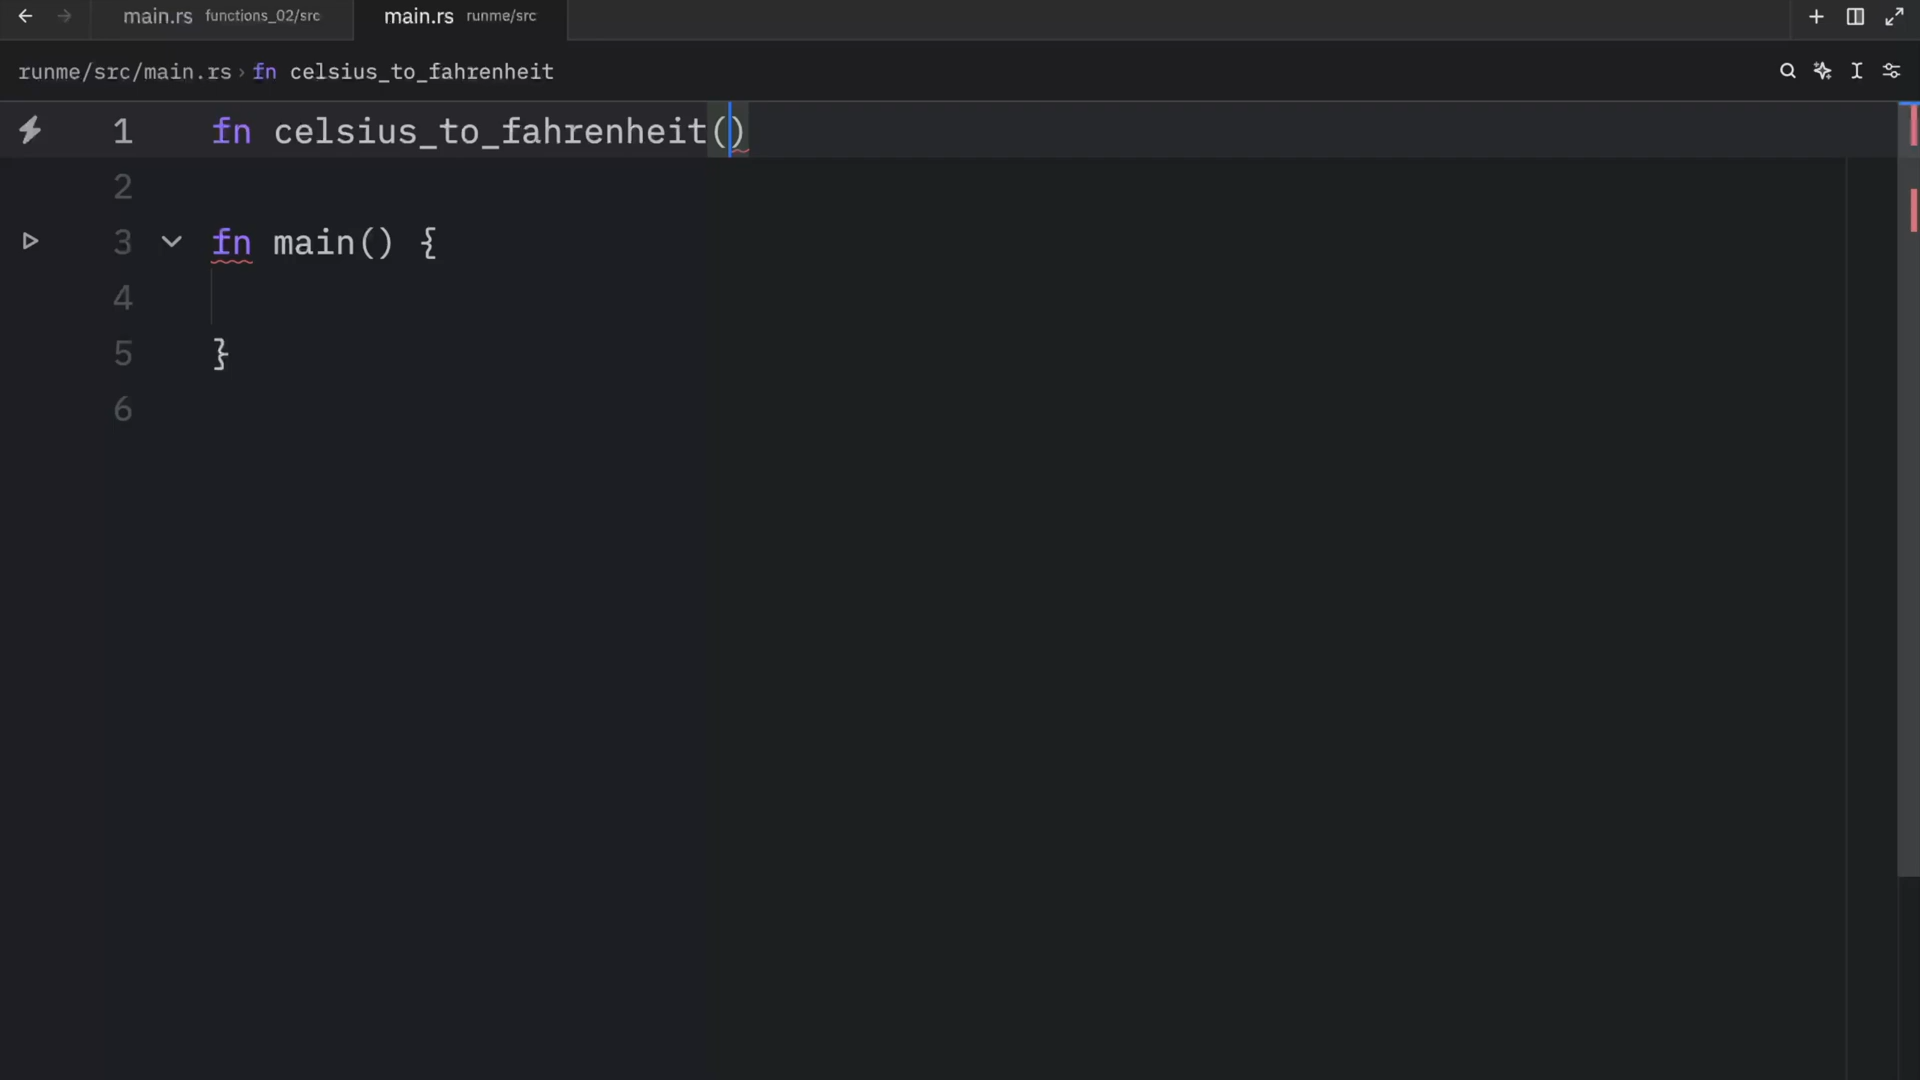 main.rs functions_02/src main.rs runme/src
runme/src/main.rs › fn celsius_to_fahrenheit
1 fn celsius_to_fahrenheit()
2
3 fn main() {
4
5 }
6